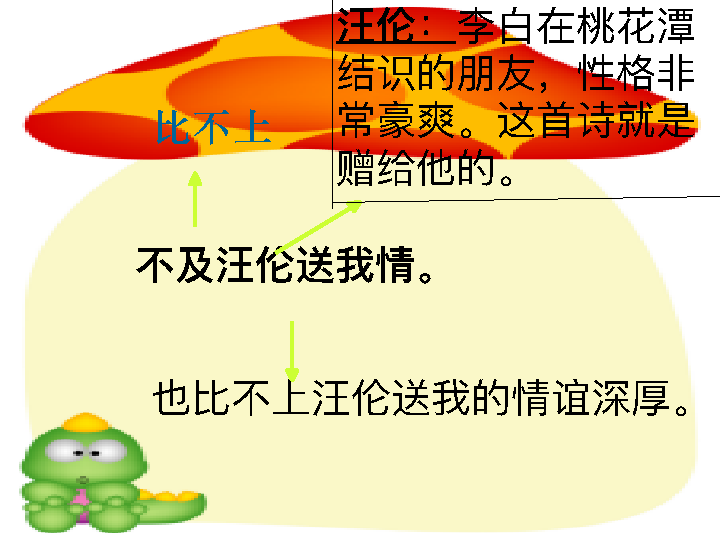 汪伦：李白在桃花潭
结识的朋友，性格非
常豪爽。这首诗就是
赠给他的。
比不上
不及汪伦送我情。
也比不上汪伦送我的情谊深厚。